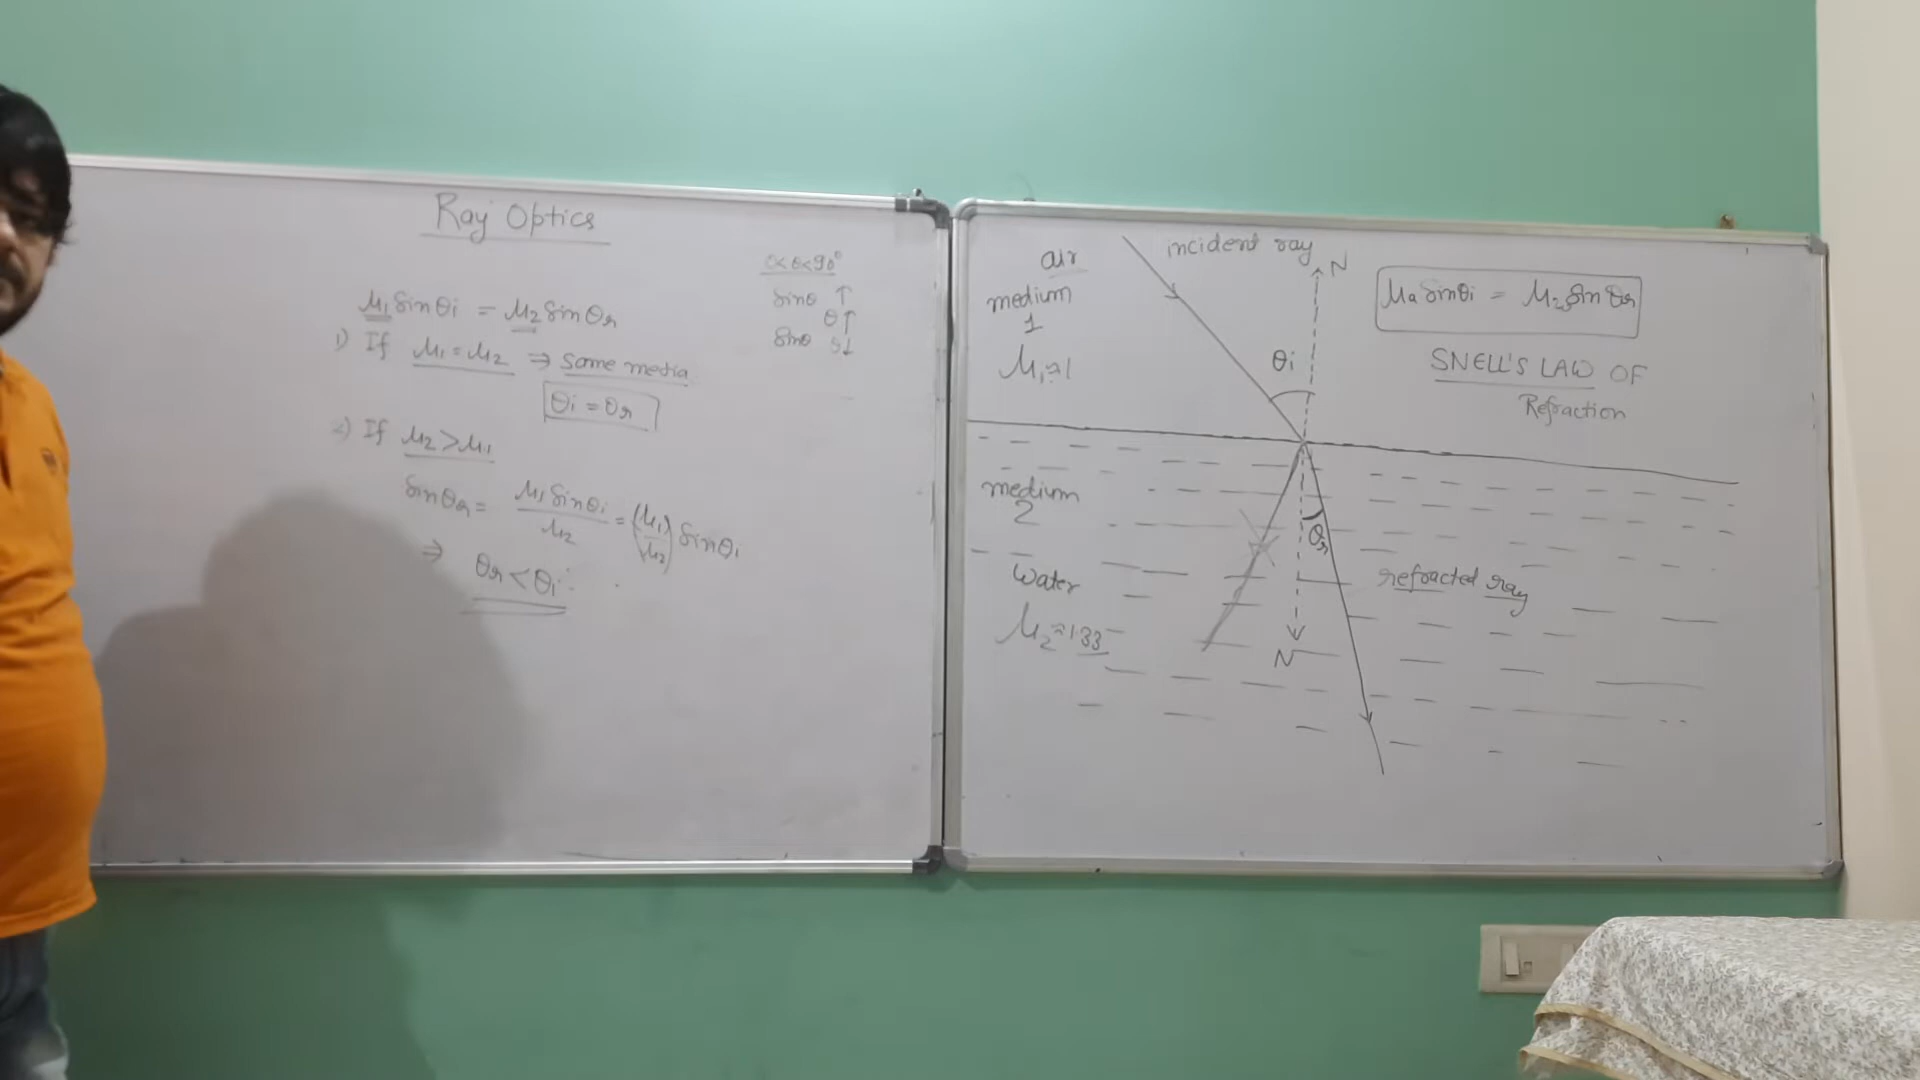 Ray Optics
μ₁ sinθi = μ₂ sinθr
1) If μ₁ = μ₂ ⇒ same media
θi = θr
2) If μ₂ > μ₁
sinθr = μ₁ sinθi / μ₂ = (μ₁/μ₂) sinθi
⇒ θr < θi
0<θ<90°
sinθ ↑
θ↑
sinθ ↓
air
medium
1
μ₁≈1
incident ray
N
θi
μ₁ sinθi = μ₂ sinθr
SNELL'S LAW OF
Refraction
medium
2
water
μ₂≈1.33
θr
N
refracted ray